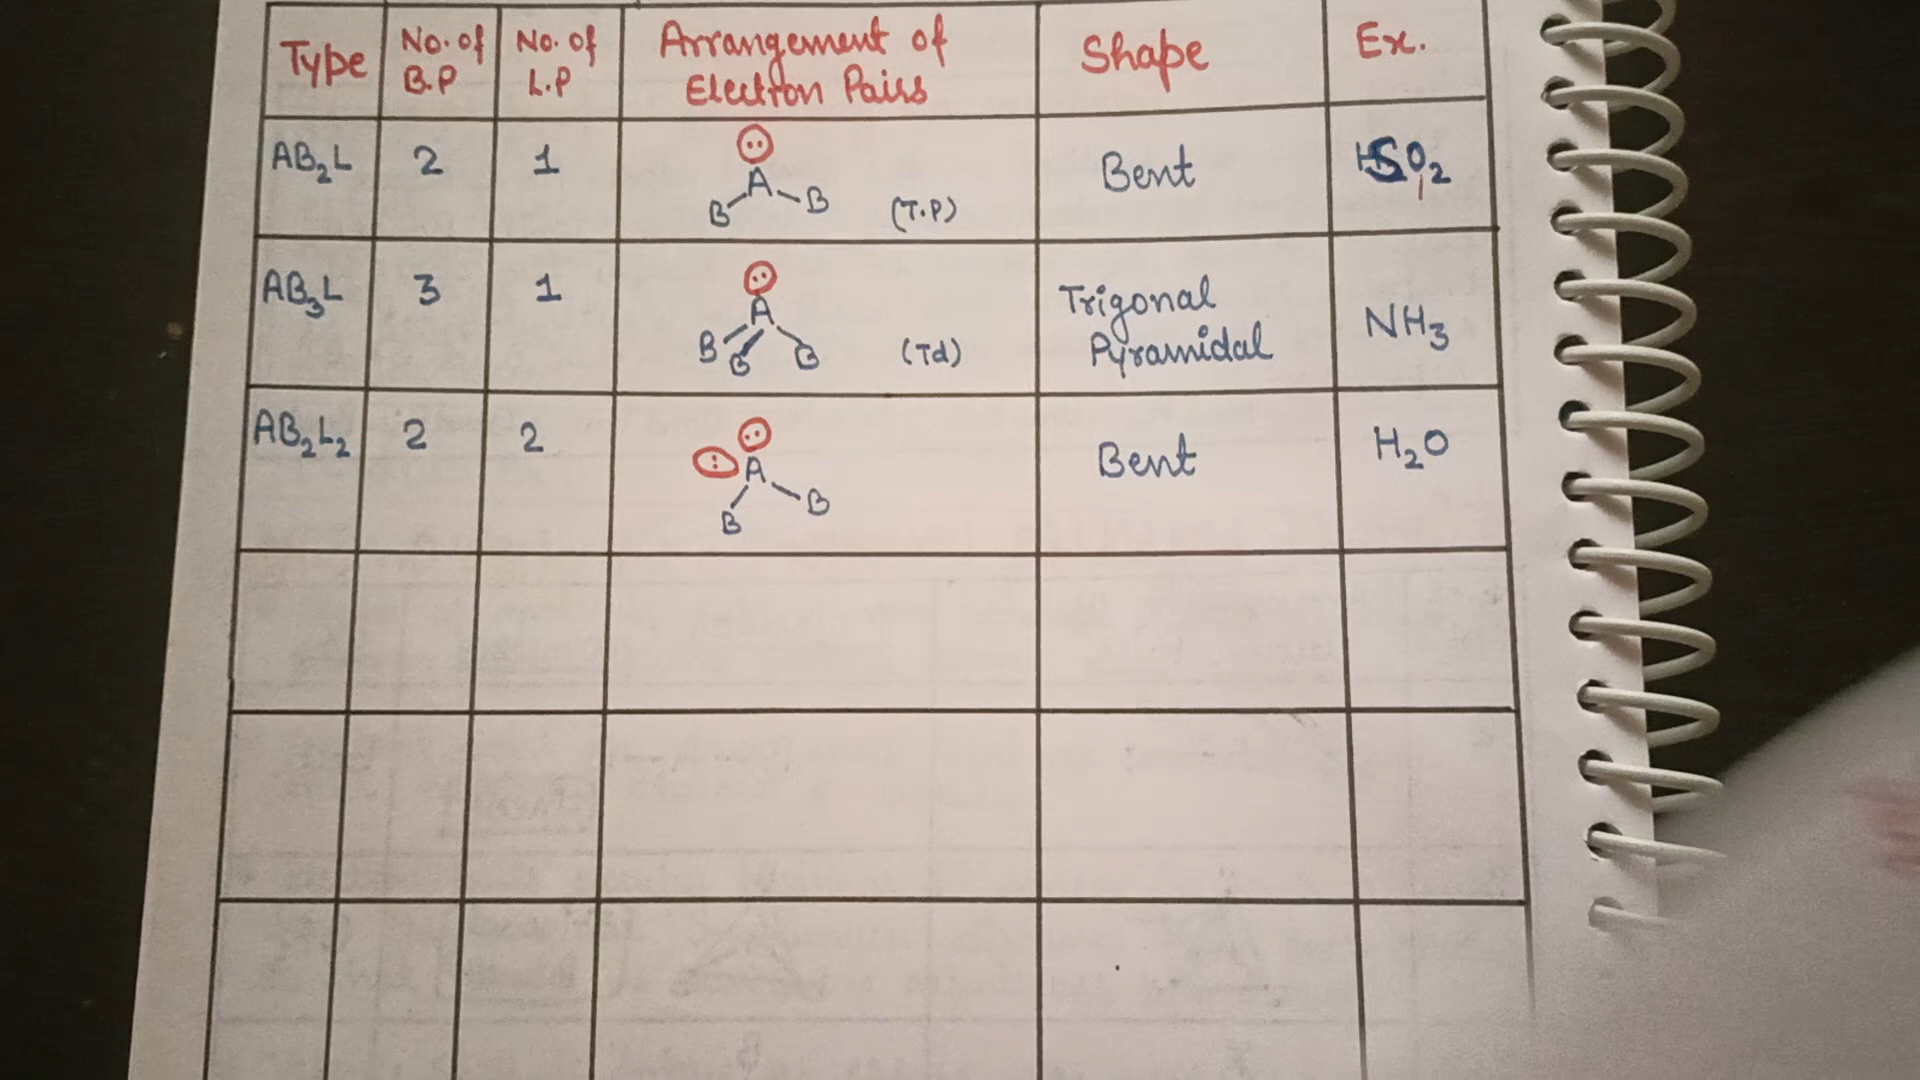 Type No. of B.P No. of L.P Arrangement of Electron Pairs Shape Ex.
AB₂L 2 1 A B B (T.P) Bent SO₂
AB₃L 3 1 A B B B (Td) Trigonal Pyramidal NH₃
AB₂L₂ 2 2 A B B Bent H₂O